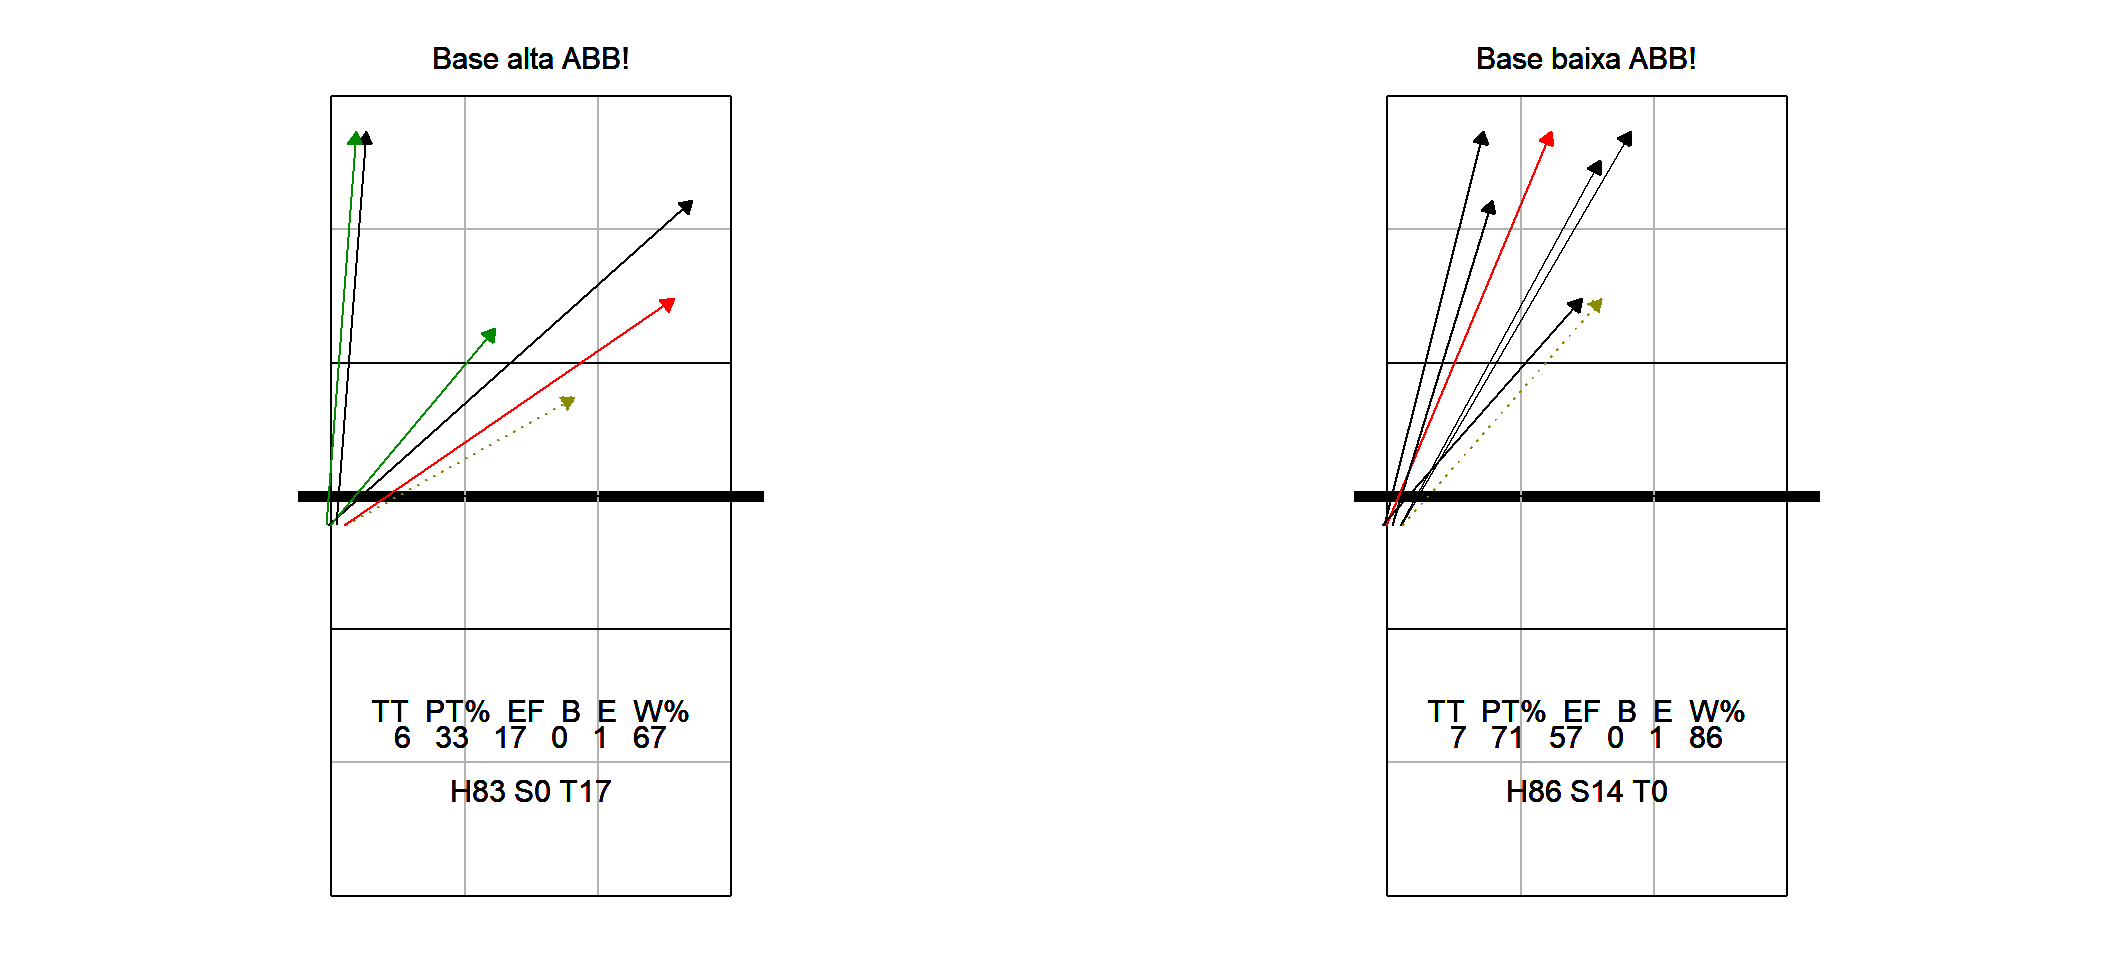 Base alta ABB!
TT PT% EF B E W%
6 33 17 0 1 67
H83 S0 T17
Base baixa ABB!
TT PT% EF B E W%
7 71 57 0 1 86
H86 S14 T0